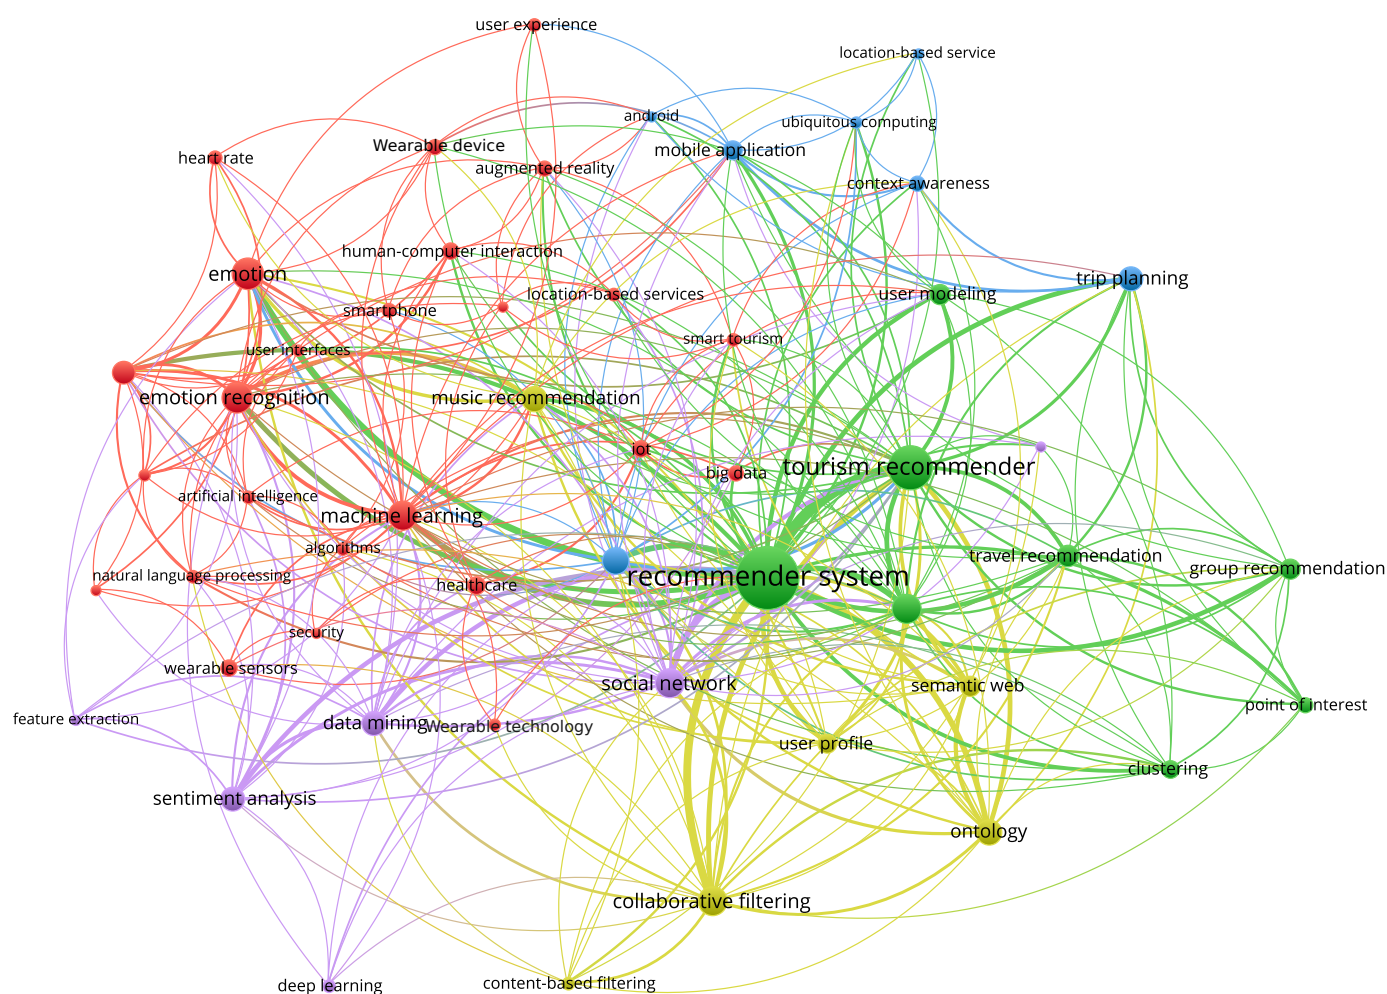 user experience
location-based service
android
ubiquitous computing
Wearable device
mobile application
heart rate
augmented reality
context awareness
human-computer interaction
emotion
trip planning
location-based services
user modeling
smartphone
smart tourism
user interfaces
emotion recognition
music recommendation
iot
big data
tourism recommender
artificial intelligence
machine learning
algorithms
travel recommendation
group recommendation
natural language processing
healthcare
recommender system
security
wearable sensors
social network
semantic web
point of interest
feature extraction
data mining
Wearable technology
user profile
clustering
sentiment analysis
ontology
collaborative filtering
deep learning
content-based filtering